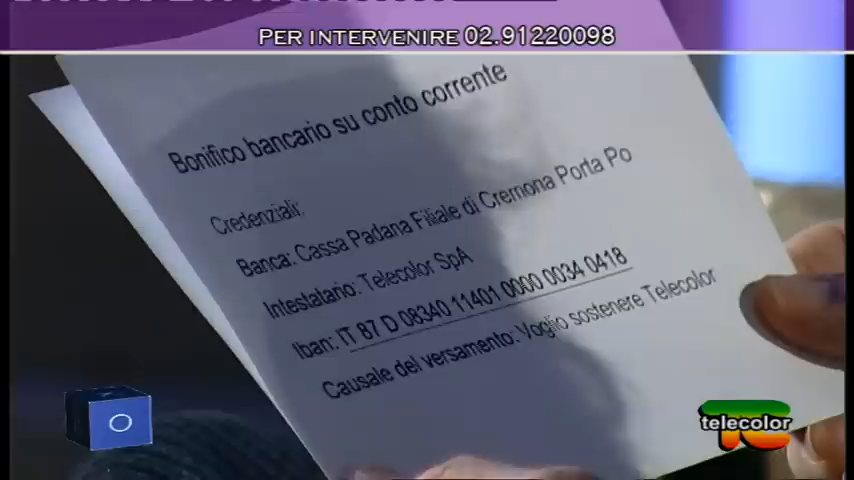 PER INTERVENIRE 02.91220098
Bonifico bancario su conto corrente
Credenziali:
Banca: Cassa Padana Filiale di Cremona Porta Po
Intestatario: Telecolor SpA
Iban: IT 87 D 08340 11401 0000 0034 0418
Causale del versamento: Voglio sostenere Telecolor
telecolor